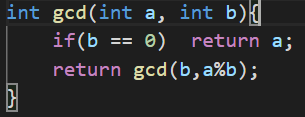 int gcd(int a, int b){
    if(b == 0)  return a;
    return gcd(b,a%b);
}